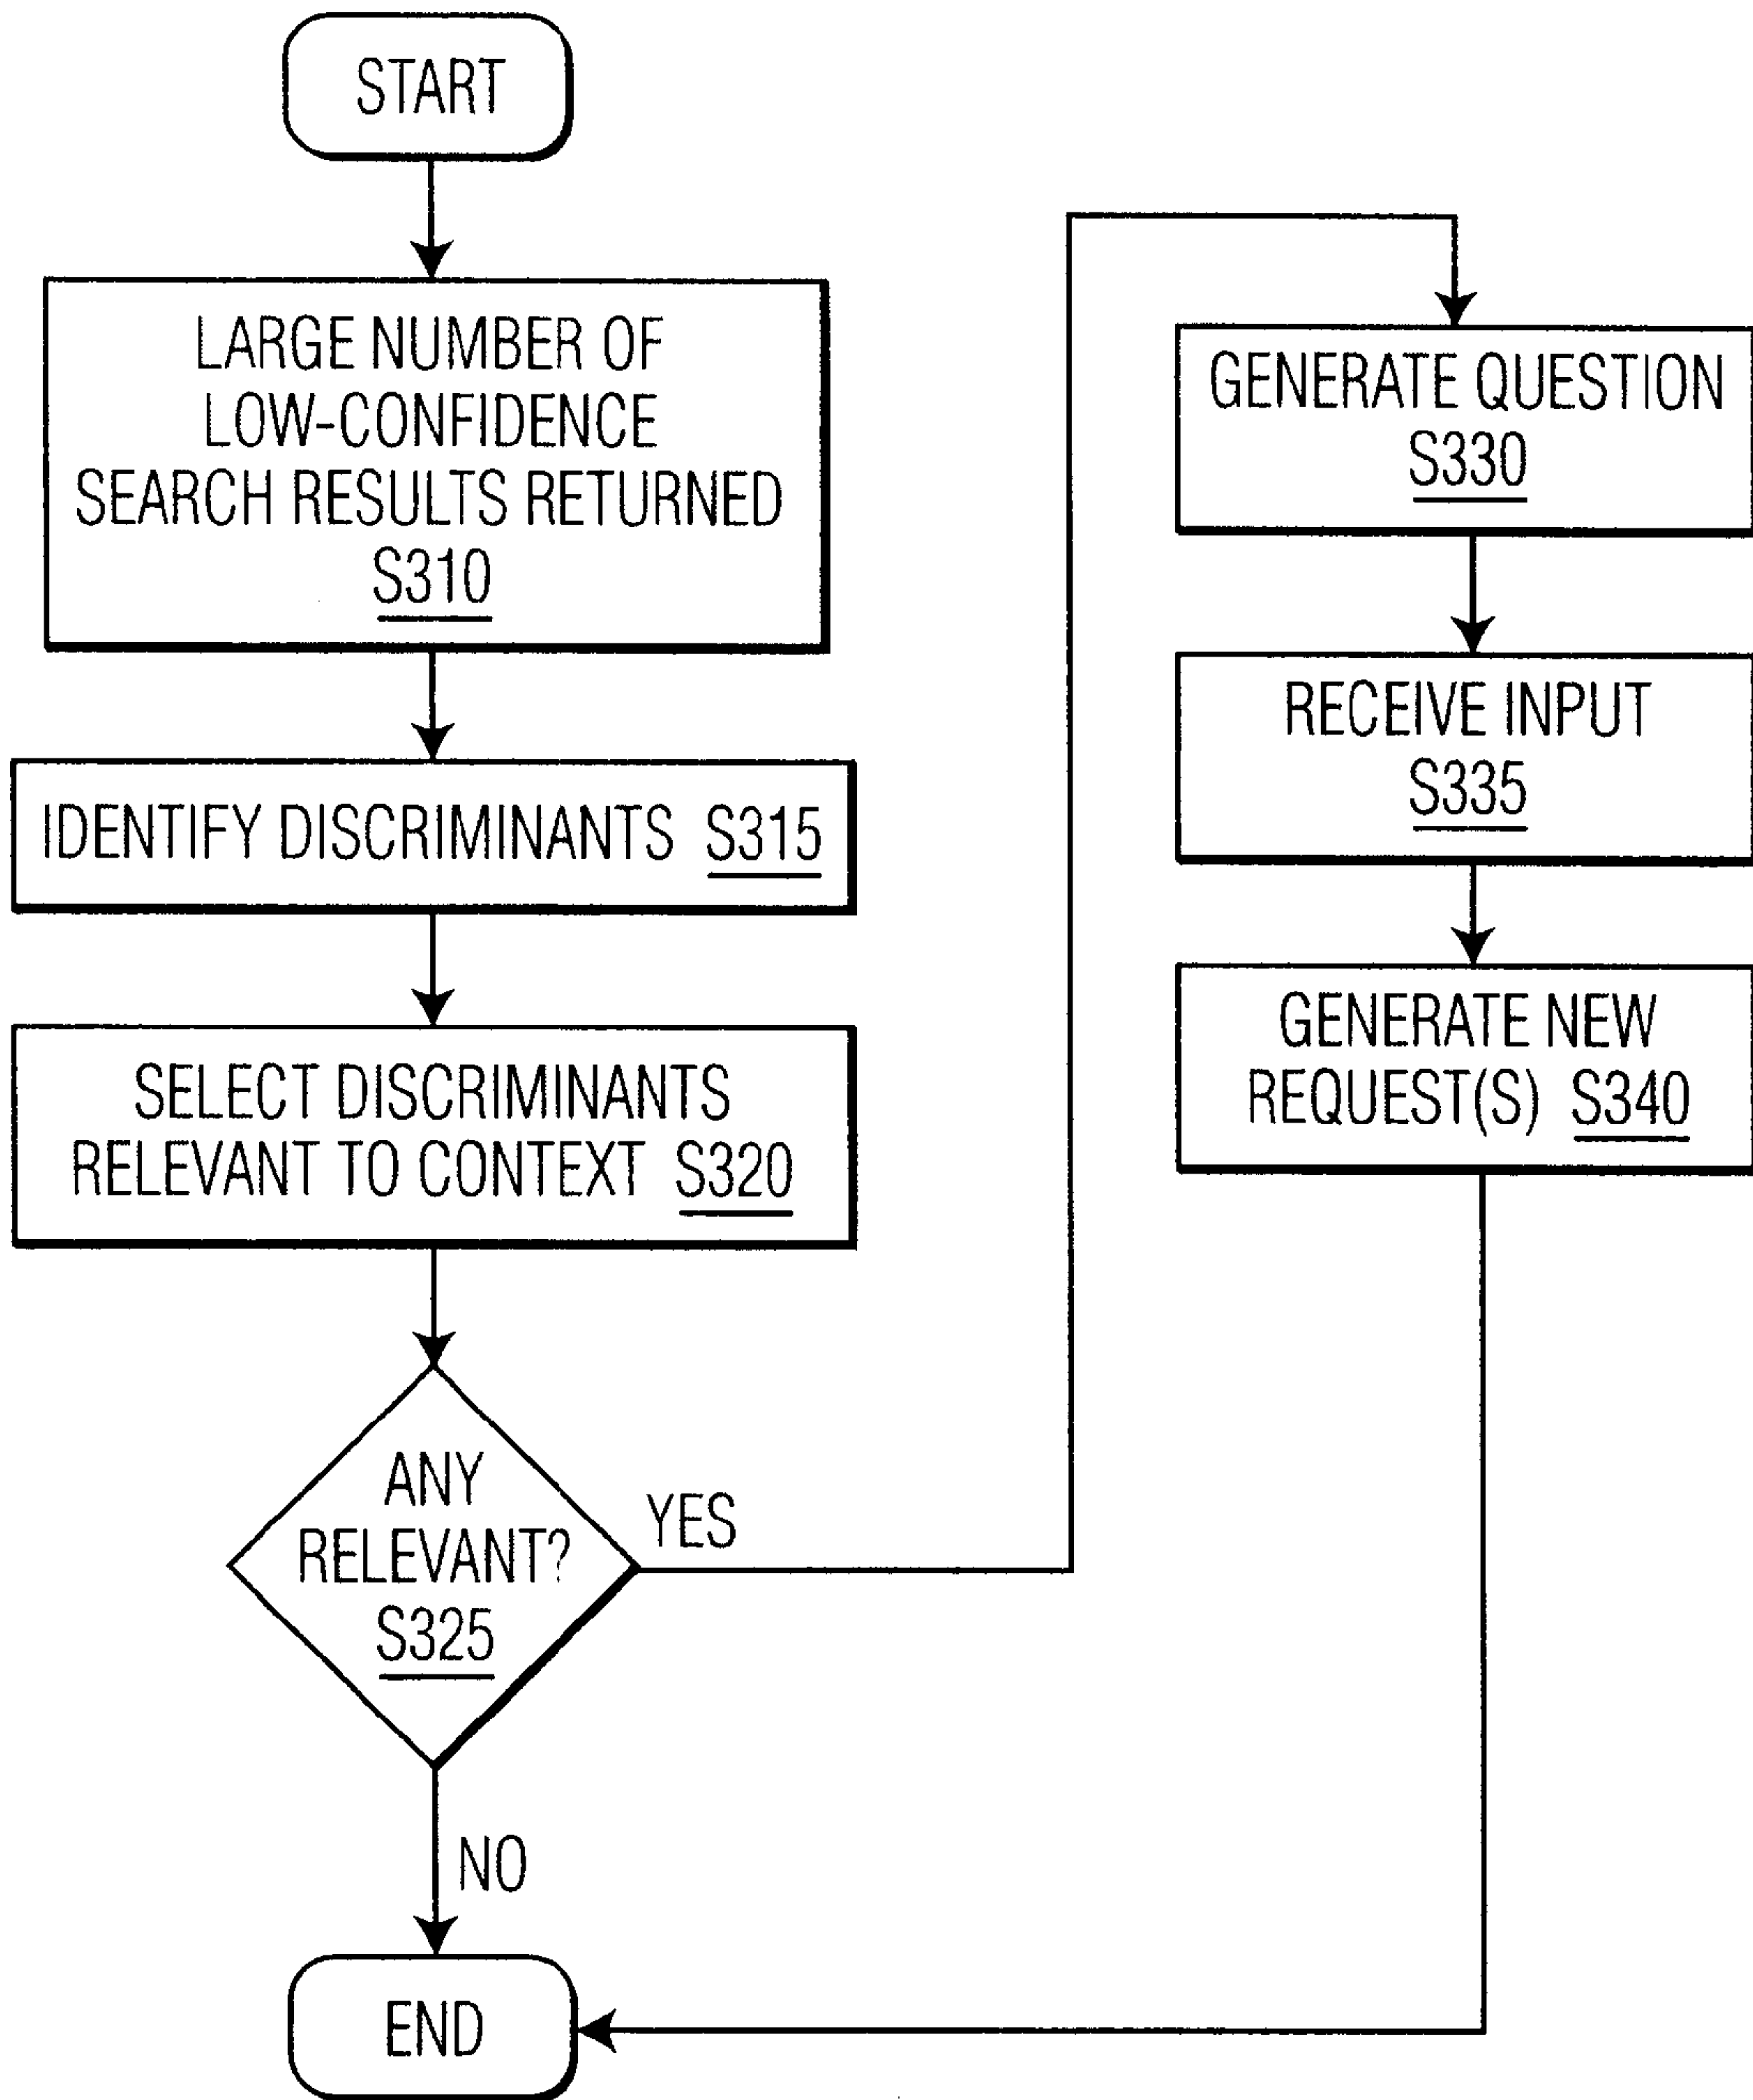 START
LARGE NUMBER OF
LOW-CONFIDENCE
SEARCH RESULTS RETURNED
S310
IDENTIFY DISCRIMINANTS S315
SELECT DISCRIMINANTS
RELEVANT TO CONTEXT S320
ANY
RELEVANT?
S325
YES
NO
END
GENERATE QUESTION
S330
RECEIVE INPUT
S335
GENERATE NEW
REQUEST(S) S340